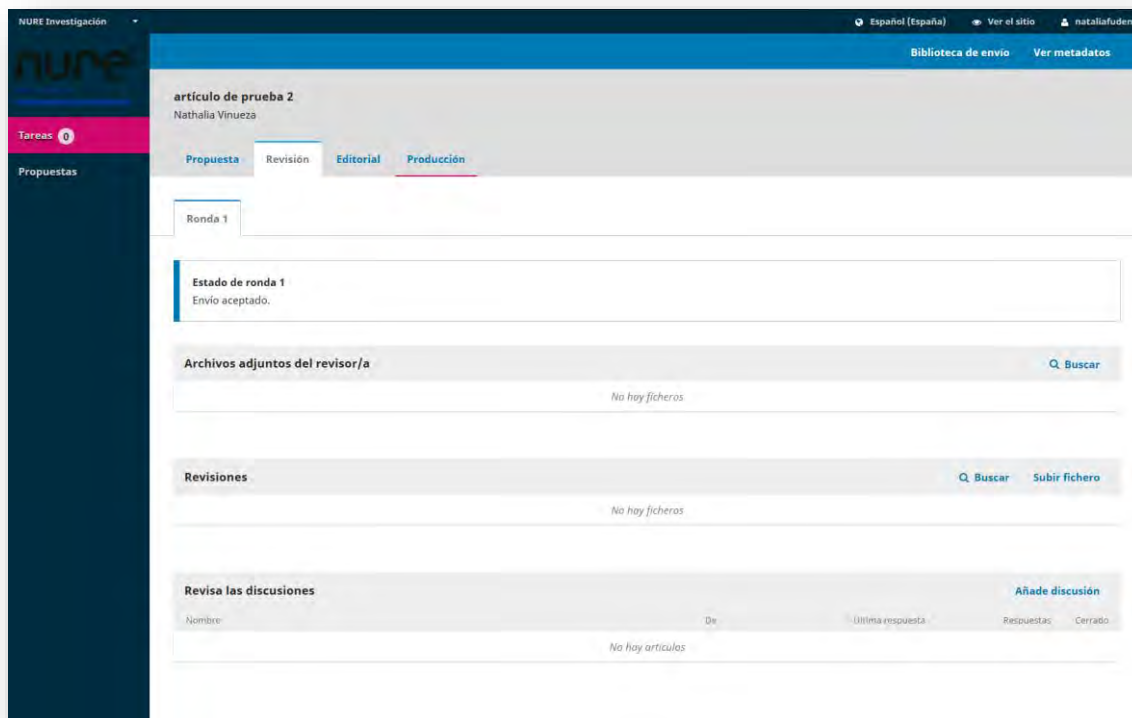 NURE Investigación
Español (España) Ver el sitio nataliafuden
nure
Biblioteca de envío Ver metadatos
artículo de prueba 2
Nathalia Vinueza
Tareas 0
Propuesta Revisión Editorial Producción
Propuestas
Ronda 1
Estado de ronda 1
Envío aceptado.
Archivos adjuntos del revisor/a Buscar
No hay ficheros
Revisiones Buscar Subir fichero
No hay ficheros
Revisa las discusiones Añade discusión
Nombre De Última respuesta Respuestas Cerrado
No hay artículos